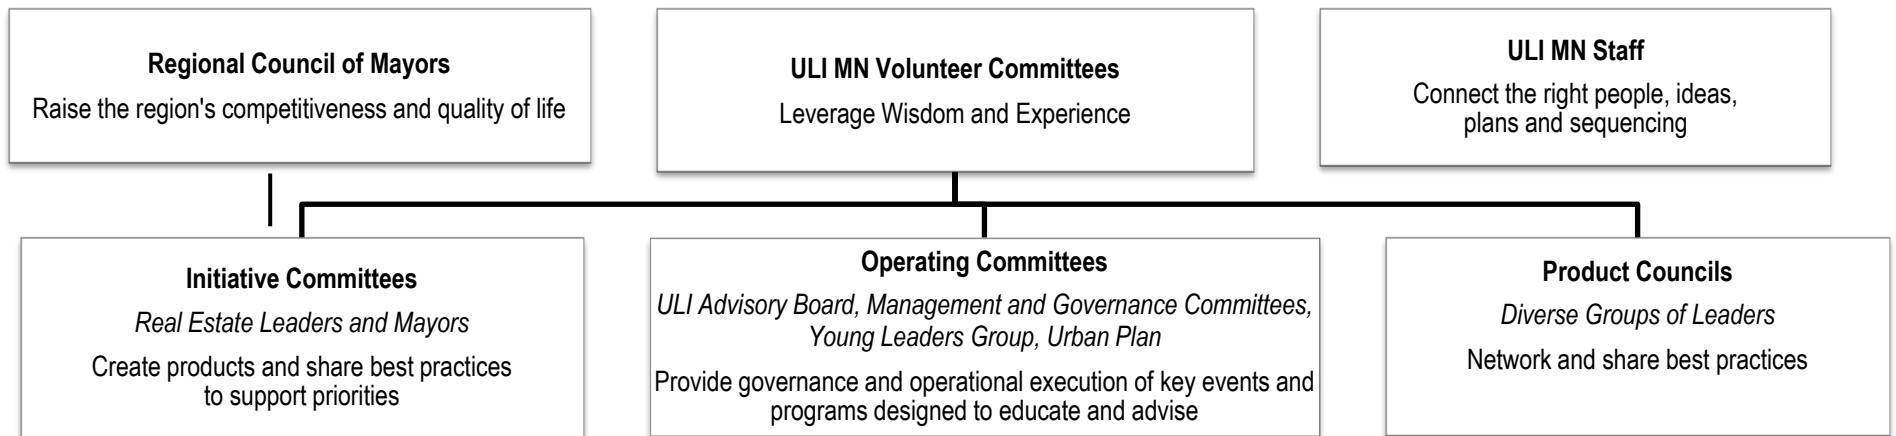 Regional Council of Mayors
Raise the region's competitiveness and quality of life
ULI MN Volunteer Committees
Leverage Wisdom and Experience
ULI MN Staff
Connect the right people, ideas,
plans and sequencing
Initiative Committees
Real Estate Leaders and Mayors
Create products and share best practices
to support priorities
Operating Committees
ULI Advisory Board, Management and Governance Committees,
Young Leaders Group, Urban Plan
Provide governance and operational execution of key events and
programs designed to educate and advise
Product Councils
Diverse Groups of Leaders
Network and share best practices